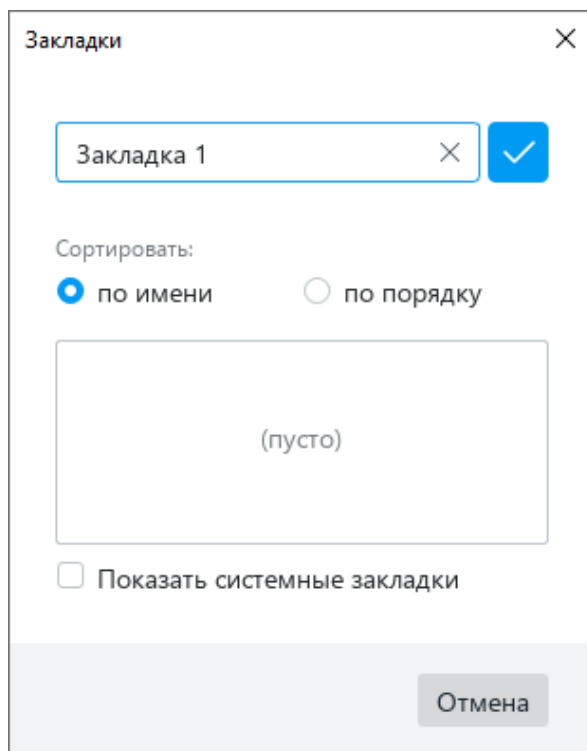 Закладки
Закладка 1
Сортировать:
по имени
по порядку
(пусто)
Показать системные закладки
Отмена